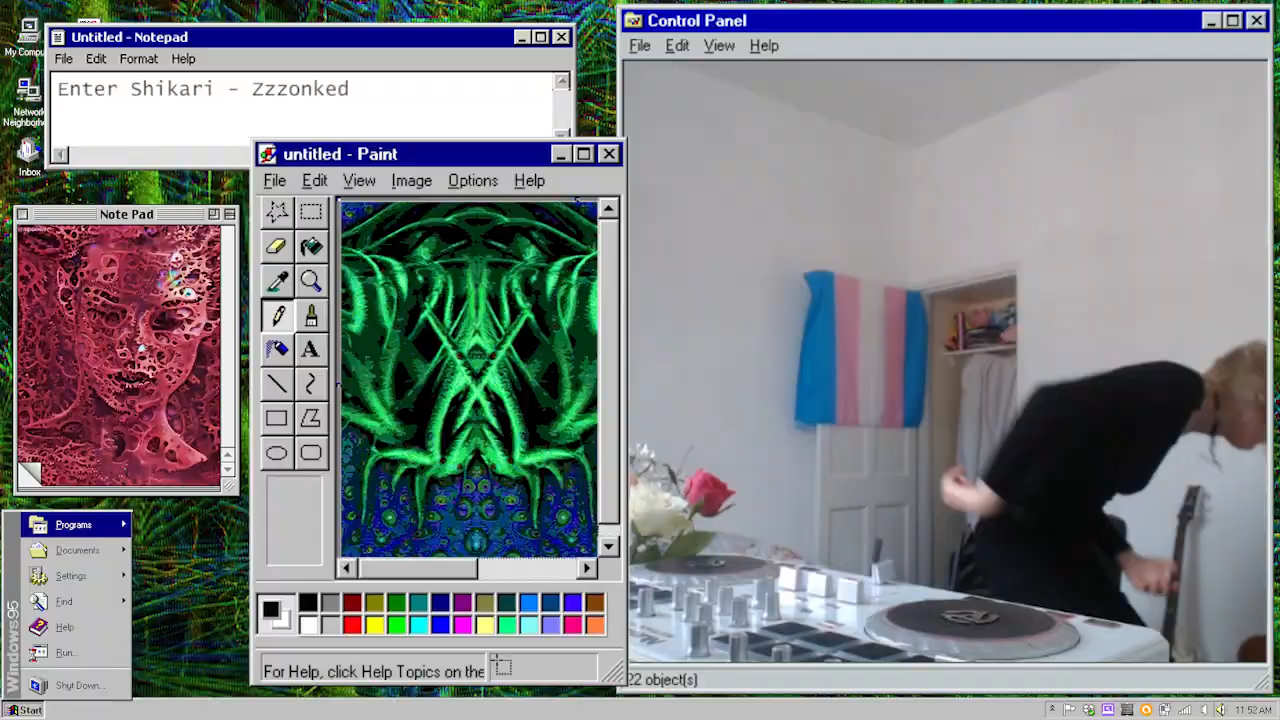 My Compu
Network
Neighborho
Inbox
Untitled - Notepad
File Edit Format Help
Enter Shikari - Zzzonked
Note Pad
untitled - Paint
File Edit View Image Options Help
A
For Help, click Help Topics on the
Control Panel
File Edit View Help
22 object(s)
Programs
Documents
Settings
Find
Help
Run...
Shut Down...
Windows95
Start
11:52 AM